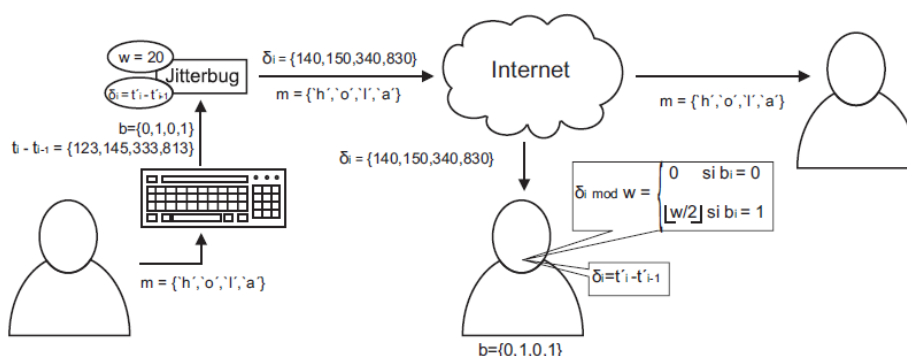 w = 20
Jitterbug
δi = t´i - t´i-1
δi = {140,150,340,830}
m = {`h´,`o´,`l´,`a´}
Internet
m = {`h´,`o´,`l´,`a´}
b={0,1,0,1}
ti - ti-1 = {123,145,333,813}
δi = {140,150,340,830}
δi mod w = { 0 si bi = 0
⌊w/2⌋ si bi = 1
δi=t´i -t´i-1
m = {`h´,`o´,`l´,`a´}
b={0,1,0,1}